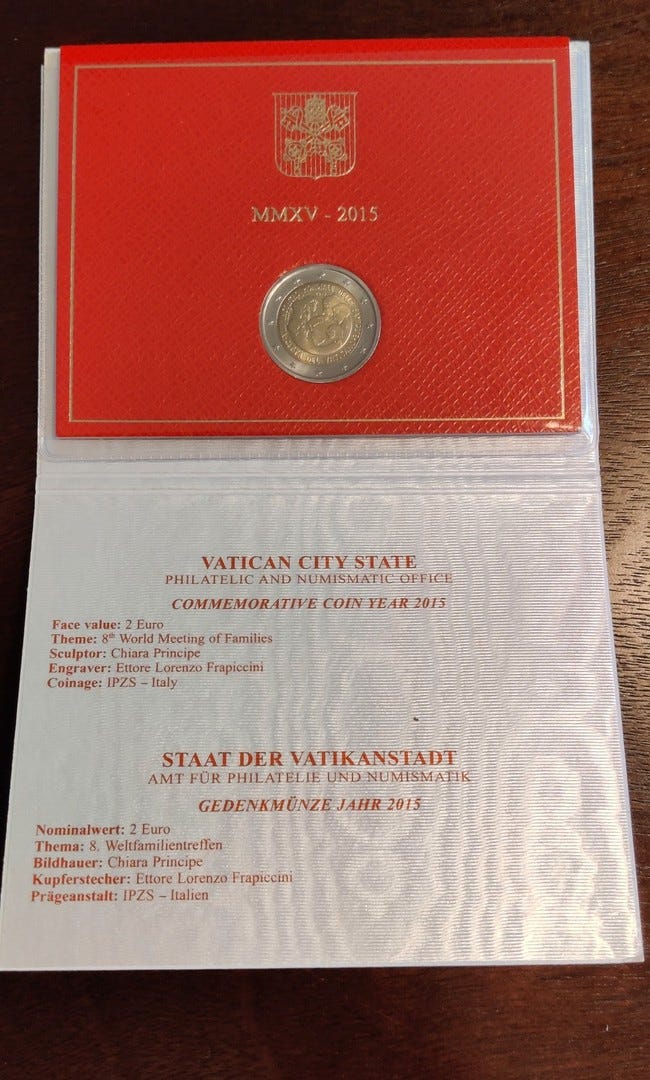 MMXV - 2015
VATICAN CITY STATE
PHILATELIC AND NUMISMATIC OFFICE
COMMEMORATIVE COIN YEAR 2015
Face value: 2 Euro
Theme: 8th World Meeting of Families
Sculptor: Chiara Principe
Engraver: Ettore Lorenzo Frapiccini
Coinage: IPZS – Italy
STAAT DER VATIKANSTADT
AMT FÜR PHILATELIE UND NUMISMATIK
GEDENKMÜNZE JAHR 2015
Nominalwert: 2 Euro
Thema: 8. Weltfamilientreffen
Bildhauer: Chiara Principe
Kupferstecher: Ettore Lorenzo Frapiccini
Prägeanstalt: IPZS – Italien